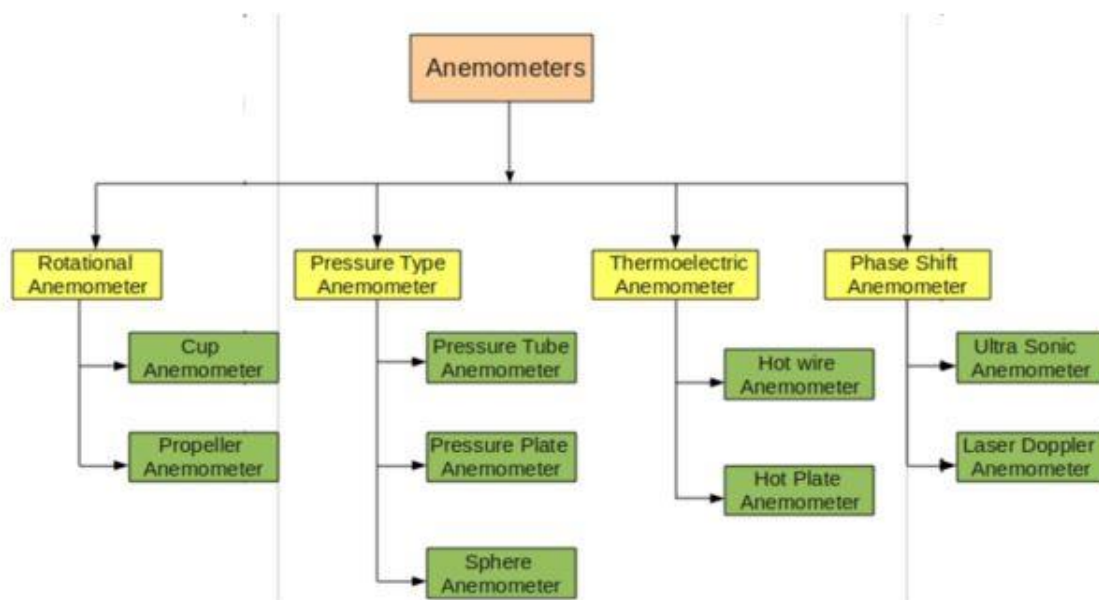 Anemometers
Rotational
Anemometer
Pressure Type
Anemometer
Thermoelectric
Anemometer
Phase Shift
Anemometer
Cup
Anemometer
Propeller
Anemometer
Pressure Tube
Anemometer
Pressure Plate
Anemometer
Sphere
Anemometer
Hot wire
Anemometer
Hot Plate
Anemometer
Ultra Sonic
Anemometer
Laser Doppler
Anemometer